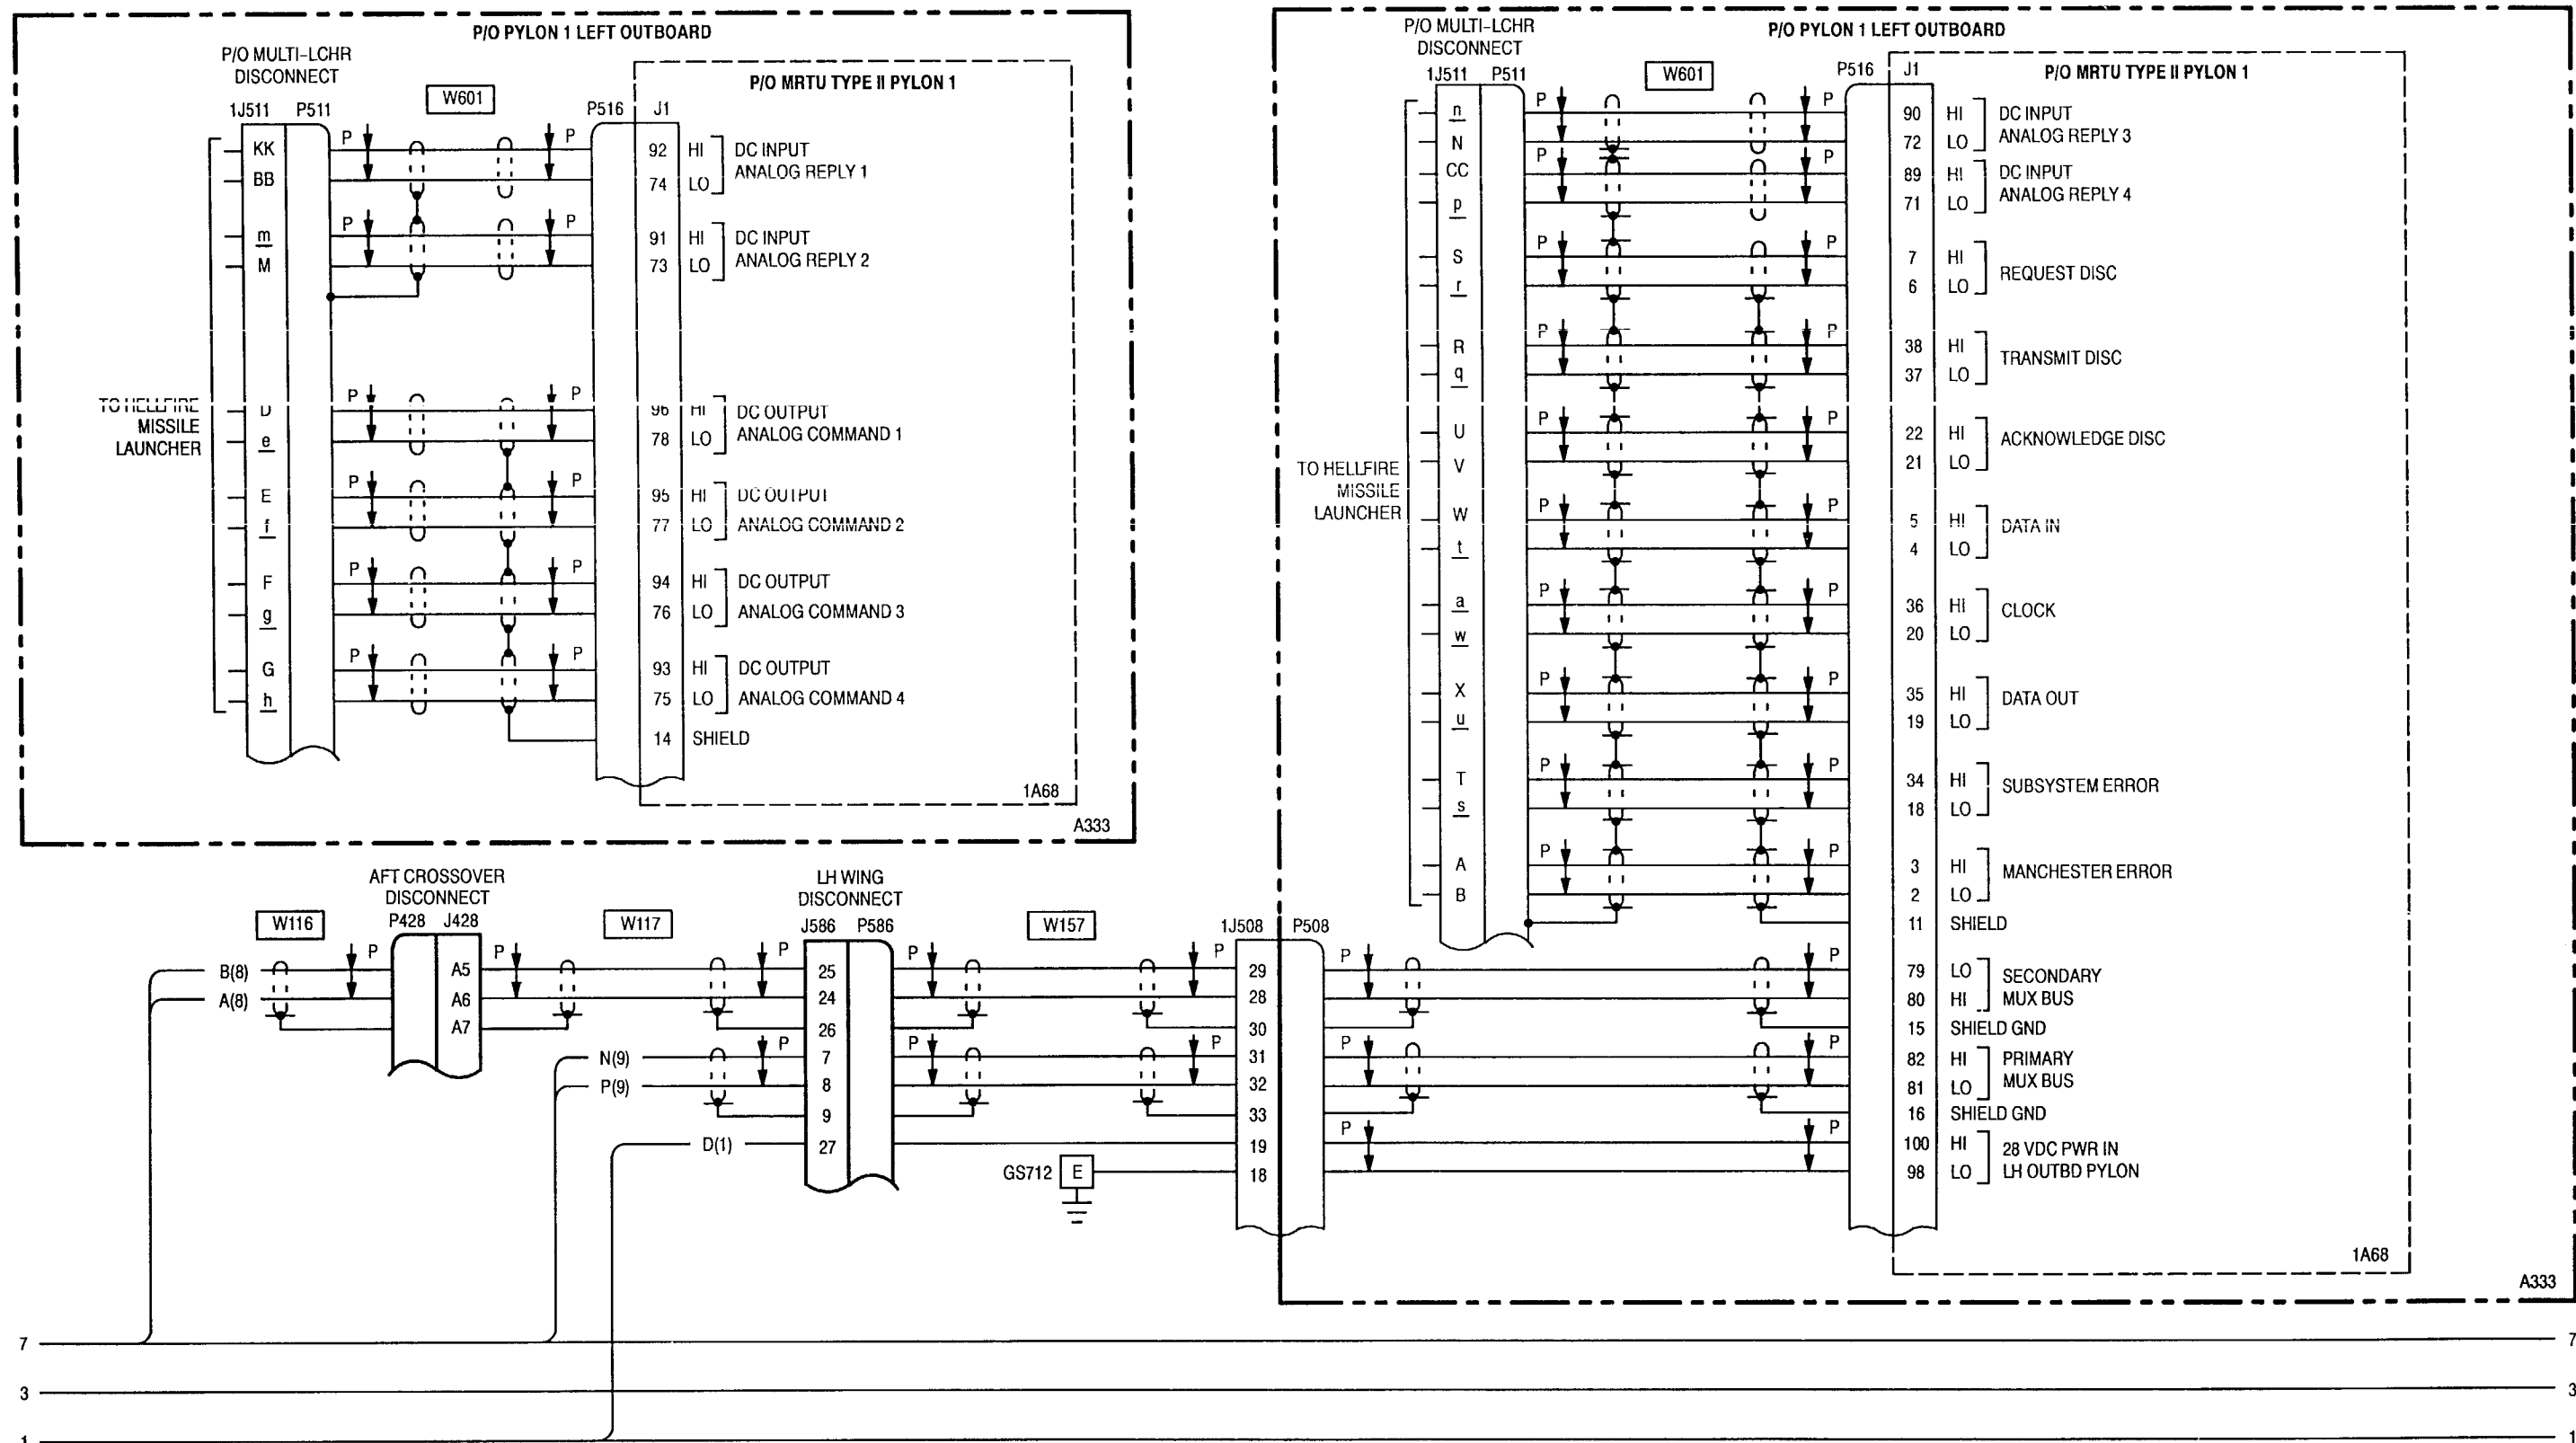 P/O PYLON 1 LEFT OUTBOARD
P/O MULTI-LCHR
DISCONNECT
W601
P/O MRTU TYPE II PYLON 1
1J511 P511 P516 J1
KK P P 92 HI DC INPUT
BB 74 LO ANALOG REPLY 1
m P P 91 HI DC INPUT
M 73 LO ANALOG REPLY 2
TO HELLFIRE
MISSILE
LAUNCHER
D P P 96 HI DC OUTPUT
e 78 LO ANALOG COMMAND 1
E P P 95 HI DC OUTPUT
f 77 LO ANALOG COMMAND 2
F P P 94 HI DC OUTPUT
g 76 LO ANALOG COMMAND 3
G P P 93 HI DC OUTPUT
h 75 LO ANALOG COMMAND 4
14 SHIELD
1A68
A333
P/O MULTI-LCHR
DISCONNECT
P/O PYLON 1 LEFT OUTBOARD
1J511 P511 W601 P516 J1
P/O MRTU TYPE II PYLON 1
n P P 90 HI DC INPUT
N 72 LO ANALOG REPLY 3
CC P P 89 HI DC INPUT
p 71 LO ANALOG REPLY 4
S P P 7 HI REQUEST DISC
r 6 LO
R P P 38 HI TRANSMIT DISC
q 37 LO
U P P 22 HI ACKNOWLEDGE DISC
V 21 LO
TO HELLFIRE
MISSILE
LAUNCHER
W P P 5 HI DATA IN
t 4 LO
a P P 36 HI CLOCK
w 20 LO
X P P 35 HI DATA OUT
u 19 LO
T P P 34 HI SUBSYSTEM ERROR
s 18 LO
A P P 3 HI MANCHESTER ERROR
B 2 LO
11 SHIELD
AFT CROSSOVER
DISCONNECT
LH WING
DISCONNECT
W116 P428 J428 W117 J586 P586 W157 1J508 P508
B(8) P A5 P P 25 P P 29 P P 79 LO SECONDARY
A(8) A6 24 28 80 HI MUX BUS
A7 26 30 15 SHIELD GND
N(9) P 7 P P 31 P P 82 HI PRIMARY
P(9) 8 32 81 LO MUX BUS
9 33 16 SHIELD GND
D(1) 27 19 P P 100 HI 28 VDC PWR IN
GS712 E 18 98 LO LH OUTBD PYLON
1A68
A333
7 7
3 3
1 1